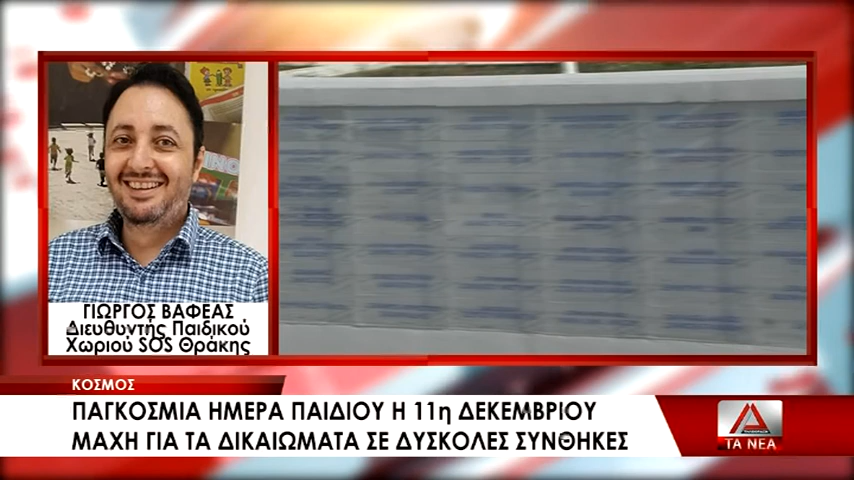 ΓΙΩΡΓΟΣ ΒΑΦΕΑΣ
Διευθυντής Παιδικού
Χωριού SOS Θράκης
ΚΟΣΜΟΣ
ΠΑΓΚΟΣΜΙΑ ΗΜΕΡΑ ΠΑΙΔΙΟΥ Η 11η ΔΕΚΕΜΒΡΙΟΥ
ΜΑΧΗ ΓΙΑ ΤΑ ΔΙΚΑΙΩΜΑΤΑ ΣΕ ΔΥΣΚΟΛΕΣ ΣΥΝΘΗΚΕΣ
ΤΑ ΝΕΑ